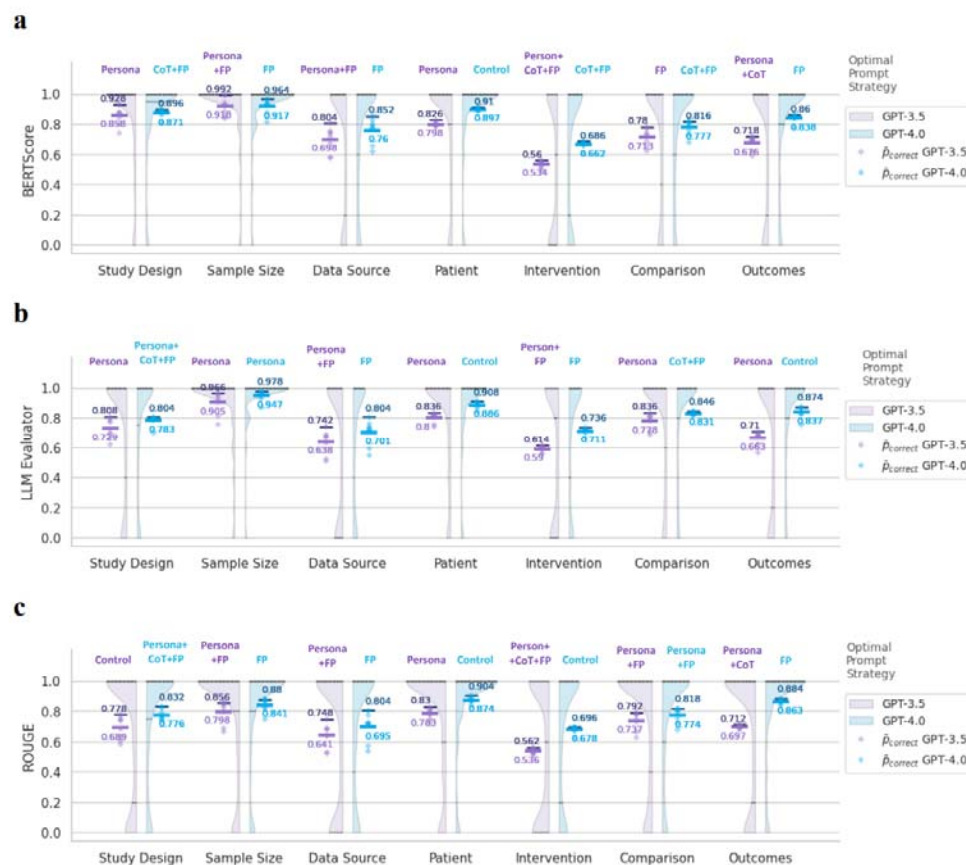 a
Persona
CoT+FP
Persona
+FP
FP
Persona+FP
FP
Persona
Control
Person+
CoT+FP
CoT+FP
FP
CoT+FP
Persona
+CoT
FP
Optimal
Prompt
Strategy
GPT-3.5
GPT-4.0
p̂correct GPT-3.5
p̂correct GPT-4.0
BERTScore
1.0
0.8
0.6
0.4
0.2
0.0
0.928
0.858
0.896
0.871
0.992
0.964
0.917
0.804
0.698
0.852
0.76
0.826
0.798
0.91
0.897
0.56
0.534
0.686
0.662
0.78
0.713
0.816
0.777
0.718
0.86
0.838
Study Design
Sample Size
Data Source
Patient
Intervention
Comparison
Outcomes
b
Persona
Persona+
CoT+FP
Persona
Persona
Persona
+FP
FP
Persona
Control
Person+
FP
FP
Persona
CoT+FP
Persona
Control
Optimal
Prompt
Strategy
GPT-3.5
GPT-4.0
p̂correct GPT-3.5
p̂correct GPT-4.0
LLM Evaluator
1.0
0.8
0.6
0.4
0.2
0.0
0.808
0.729
0.804
0.783
0.966
0.905
0.978
0.947
0.742
0.638
0.804
0.701
0.836
0.8
0.908
0.886
0.614
0.59
0.736
0.711
0.836
0.778
0.846
0.831
0.71
0.663
0.874
0.837
Study Design
Sample Size
Data Source
Patient
Intervention
Comparison
Outcomes
c
Control
Persona+
CoT+FP
Persona
+FP
FP
Persona
+FP
FP
Persona
Control
Person+
+CoT+FP
Control
Persona
+FP
Persona
+FP
Persona
+CoT
FP
Optimal
Prompt
Strategy
GPT-3.5
GPT-4.0
p̂correct GPT-3.5
p̂correct GPT-4.0
ROUGE
1.0
0.8
0.6
0.4
0.2
0.0
0.778
0.689
0.832
0.776
0.856
0.798
0.88
0.841
0.748
0.641
0.804
0.695
0.83
0.783
0.904
0.874
0.562
0.536
0.696
0.678
0.792
0.737
0.818
0.774
0.712
0.697
0.884
0.863
Study Design
Sample Size
Data Source
Patient
Intervention
Comparison
Outcomes